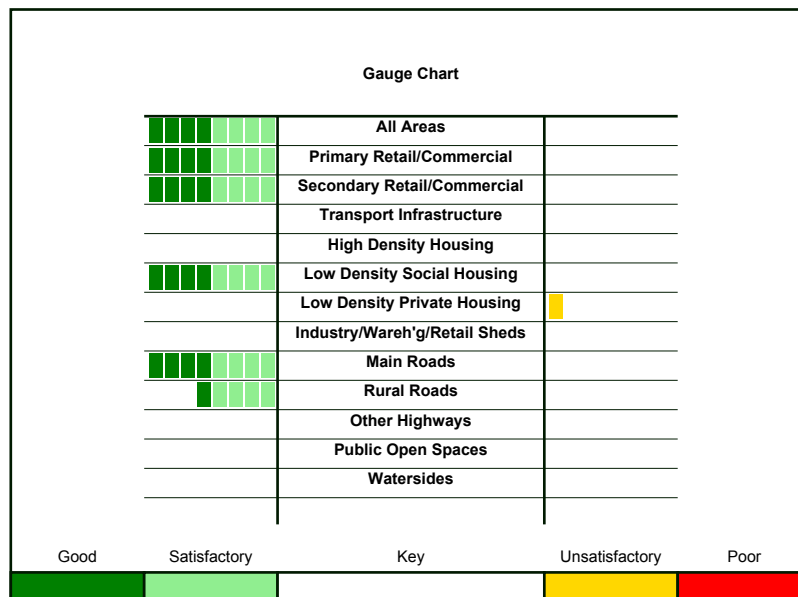 Gauge Chart
All Areas
Primary Retail/Commercial
Secondary Retail/Commercial
Transport Infrastructure
High Density Housing
Low Density Social Housing
Low Density Private Housing
Industry/Wareh'g/Retail Sheds
Main Roads
Rural Roads
Other Highways
Public Open Spaces
Watersides
Good Satisfactory Key Unsatisfactory Poor